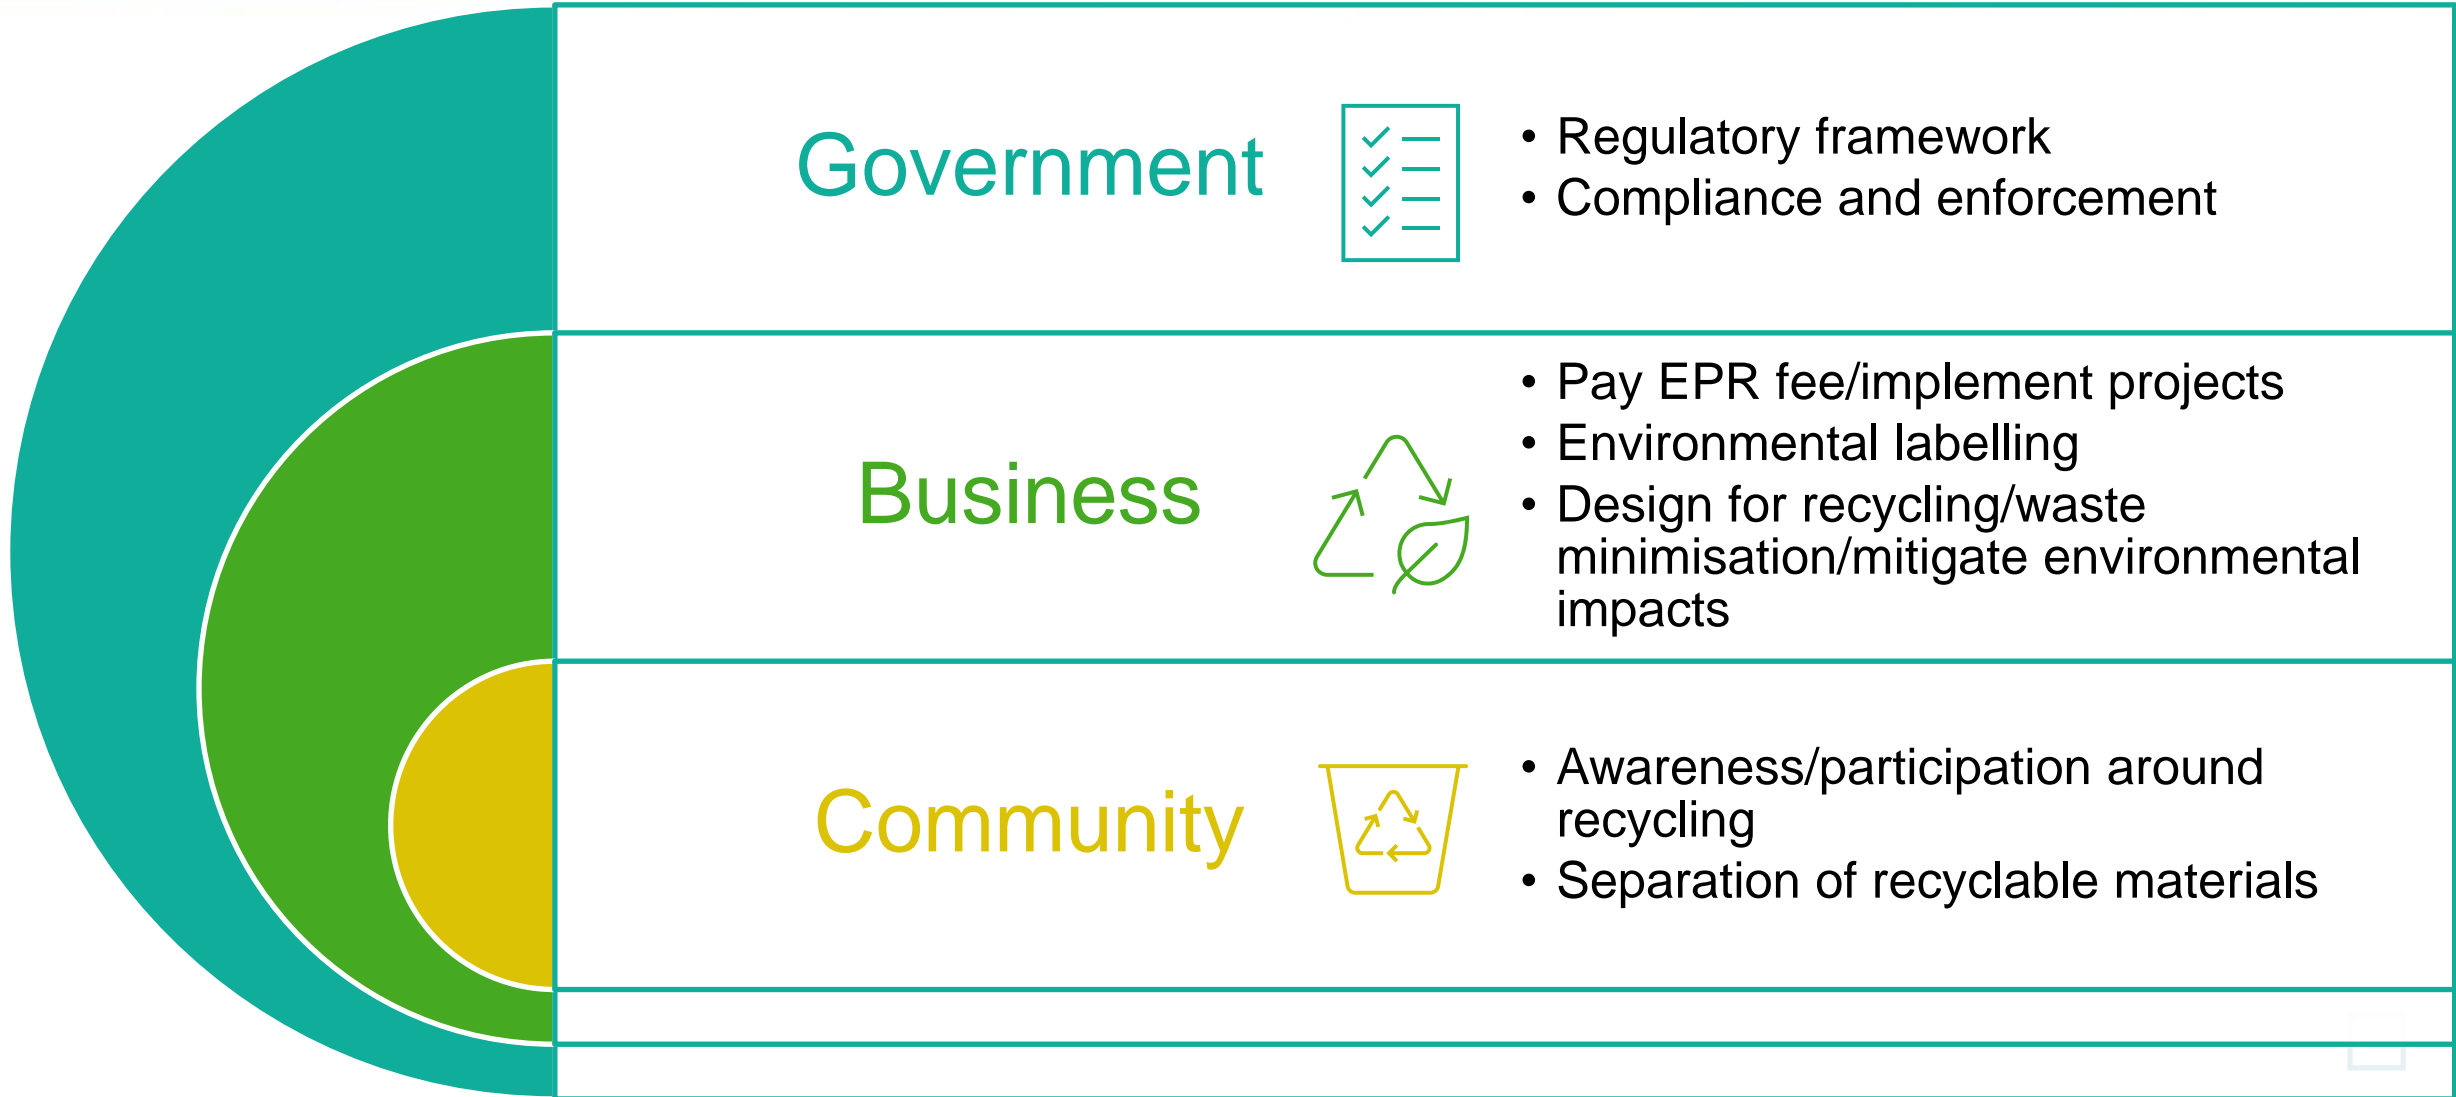 Government
• Regulatory framework
• Compliance and enforcement
Business
• Pay EPR fee/implement projects
• Environmental labelling
• Design for recycling/waste
minimisation/mitigate environmental
impacts
Community
• Awareness/participation around
recycling
• Separation of recyclable materials